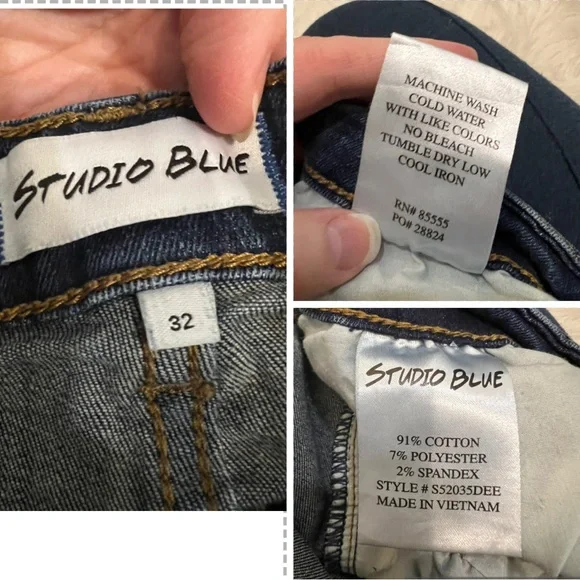 STUDIO BLUE
32
MACHINE WASH
COLD WATER
WITH LIKE COLORS
NO BLEACH
TUMBLE DRY LOW
COOL IRON
RN# 85555
PO# 28824
STUDIO BLUE
91% COTTON
7% POLYESTER
2% SPANDEX
STYLE # S52035DEE
MADE IN VIETNAM